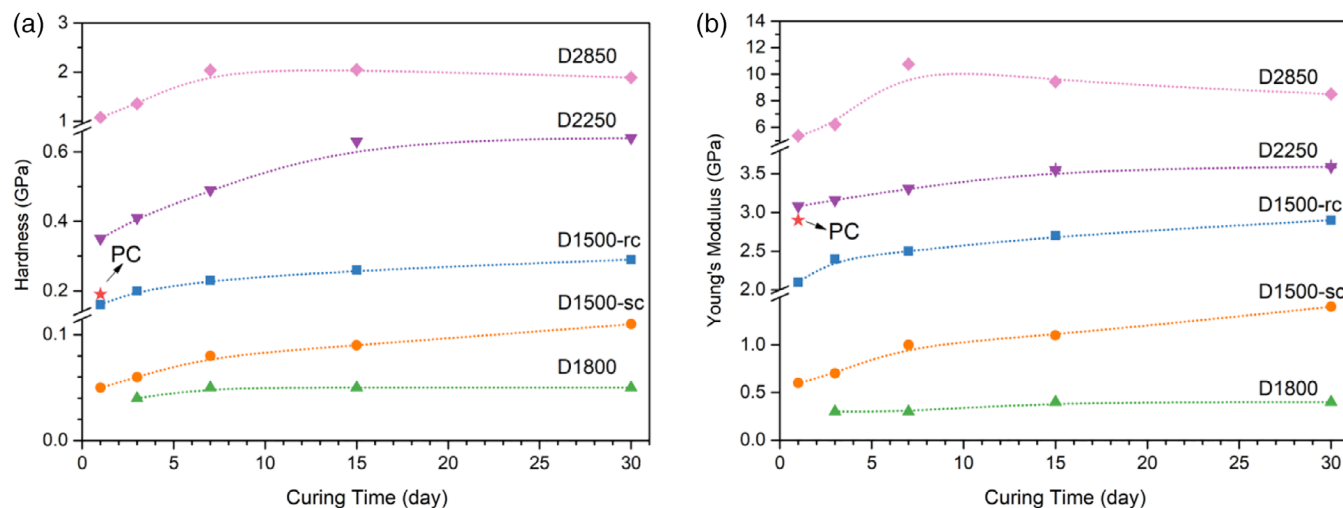 (a)
3
2
1
0.6
0.4
0.2
0.1
0.0
Hardness (GPa)
D2850
D2250
D1500-rc
PC
D1500-sc
D1800
0 5 10 15 20 25 30
Curing Time (day)
(b)
14
12
10
8
6
3.5
3.0
2.5
2.0
1.0
0.5
0.0
Young's Modulus (GPa)
D2850
D2250
D1500-rc
PC
D1500-sc
D1800
0 5 10 15 20 25 30
Curing Time (day)